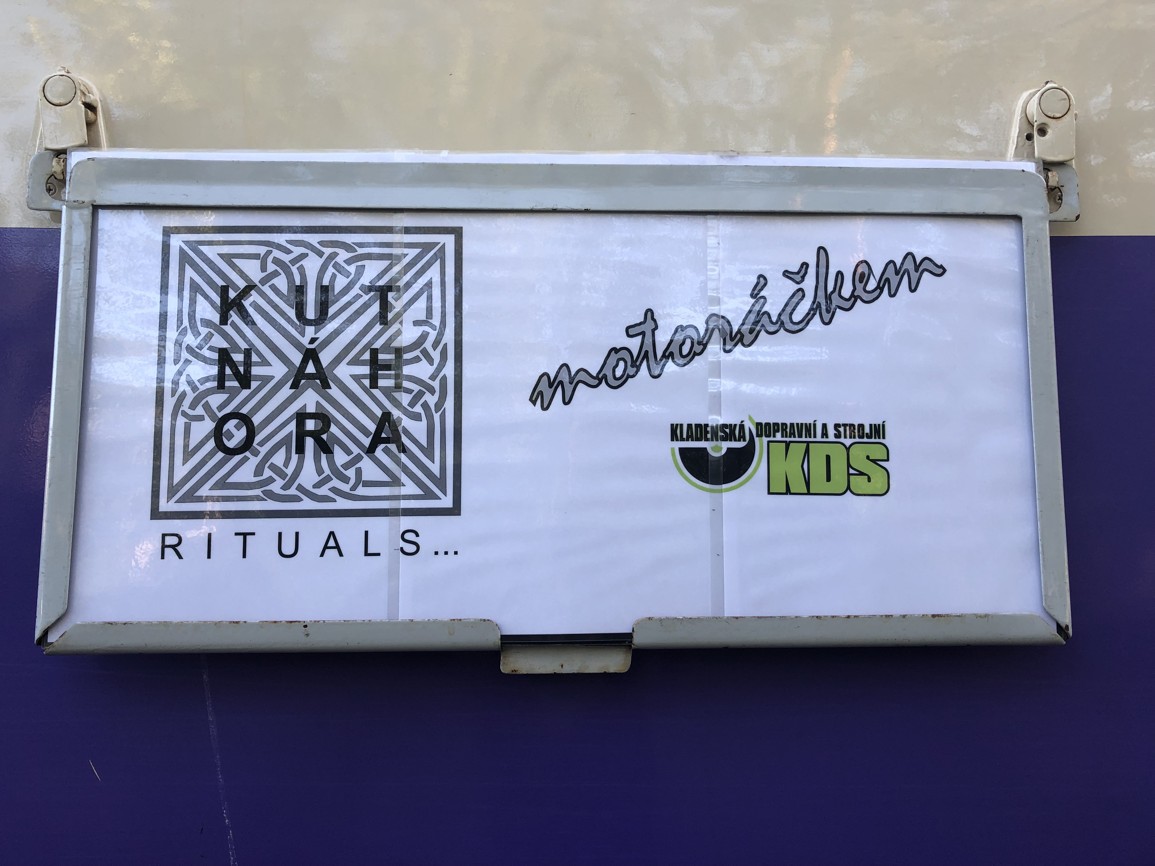 KUT
NÁH
ORA
RITUALS...
motoráčkem
KLADENSKÁ DOPRAVNÍ A STROJNÍ
KDS